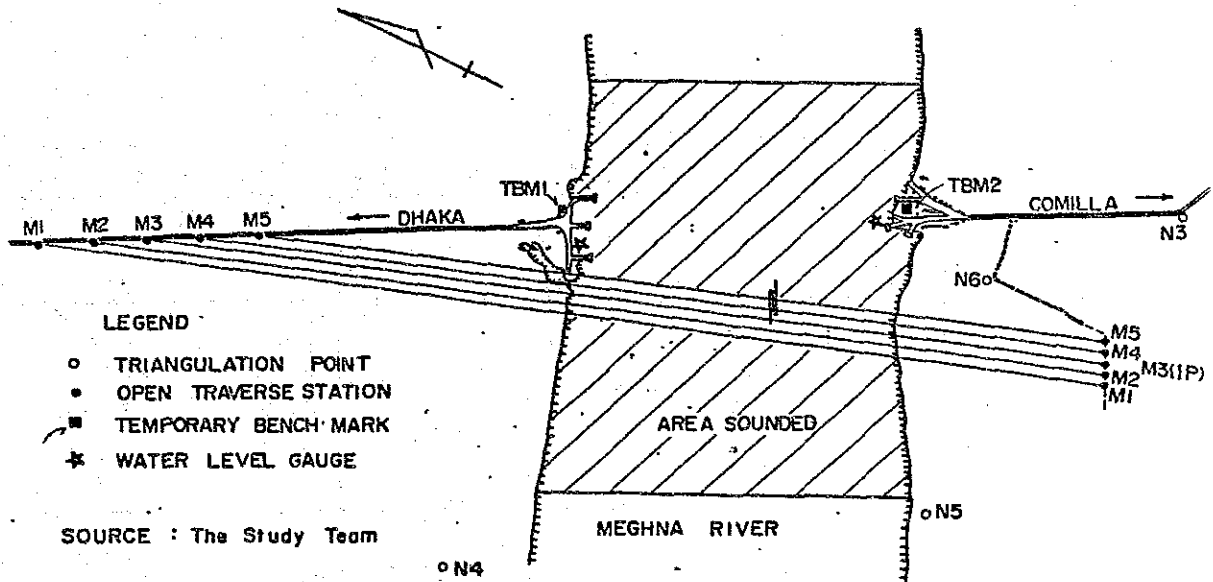 TBM1
TBM2
M1 M2 M3 M4 M5
DHAKA
COMILLA
N3
N6
LEGEND
TRIANGULATION POINT
OPEN TRAVERSE STATION
TEMPORARY BENCH MARK
WATER LEVEL GAUGE
M5
M4
M3(IP)
M2
M1
AREA SOUNDED
SOURCE : The Study Team
MEGHNA RIVER
N5
N4